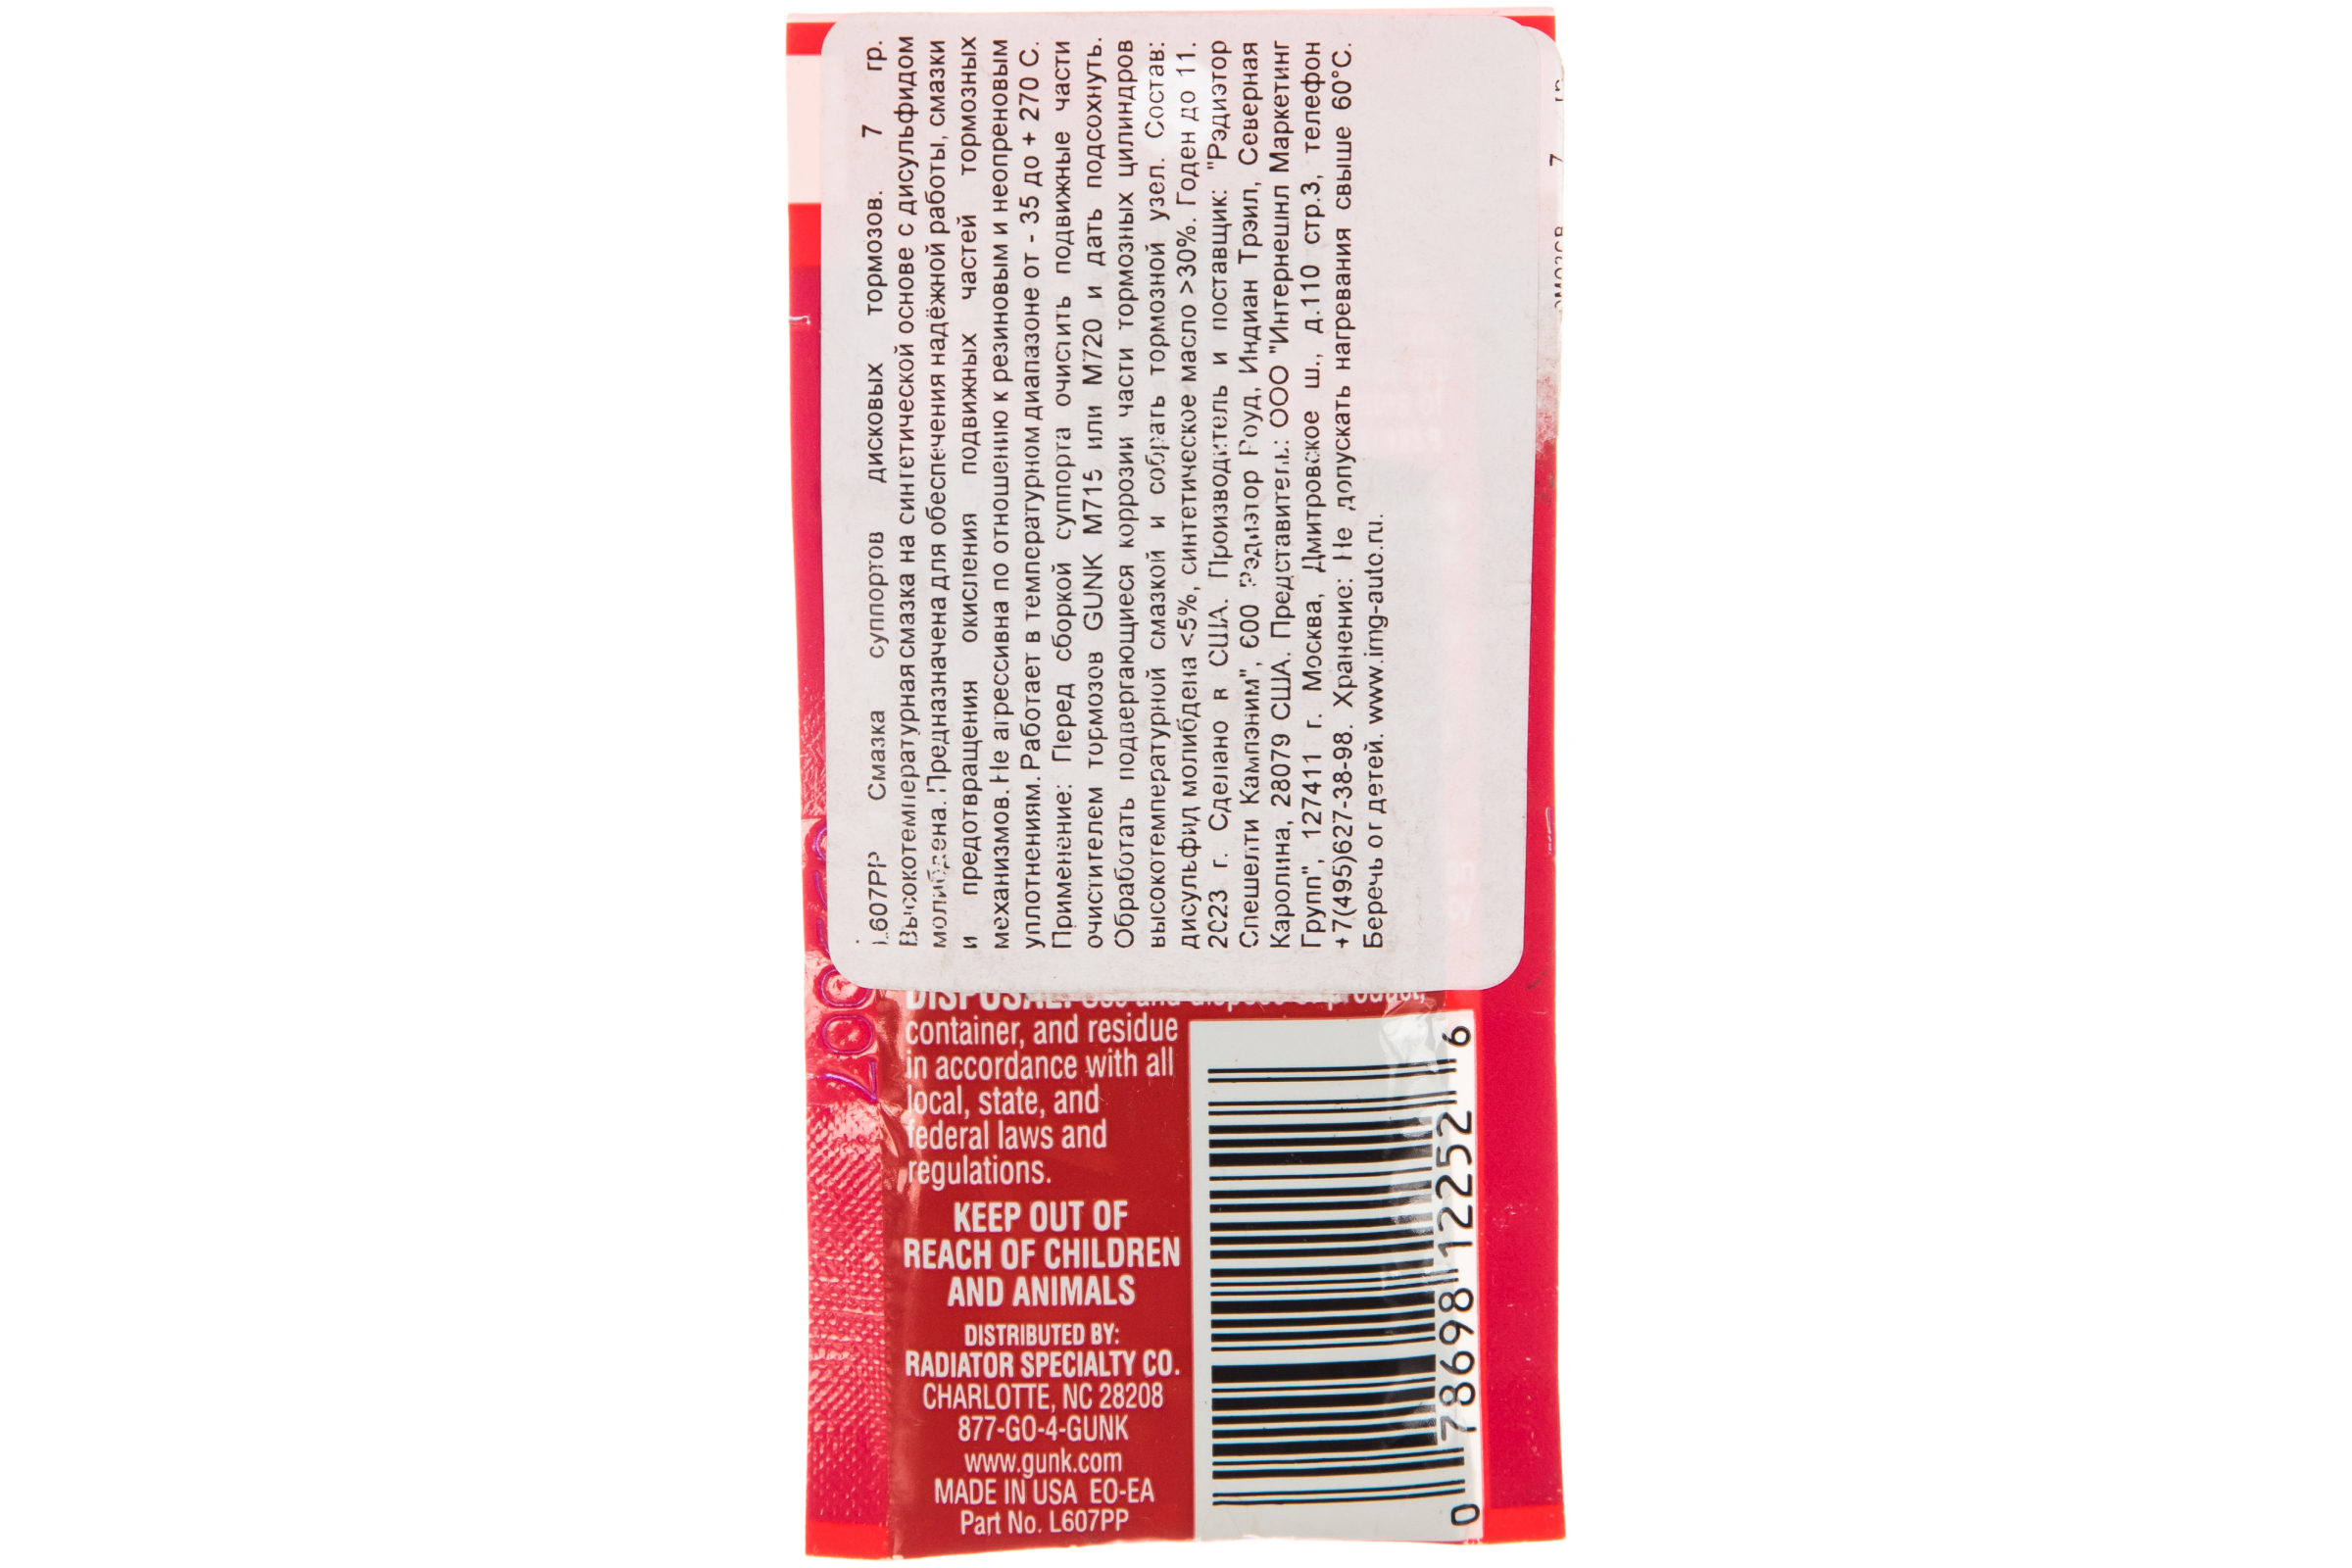 L607PP Смазка суппортов дисковых тормозов. 7 гр.
Высокотемпературная смазка на синтетической основе с дисульфидом
молибдена. Предназначена для обеспечения надёжной работы, смазки
и предотвращения окисления подвижных частей тормозных
механизмов. Не агрессивна по отношению к резиновым и неопреновым
уплотнениям. Работает в температурном диапазоне от - 35 до + 270 С.
Применение: Перед сборкой суппорта очистить подвижные части
очистителем тормозов GUNK M715 или M720 и дать подсохнуть.
Обработать подвергающиеся коррозии части тормозных цилиндров
высокотемпературной смазкой и собрать тормозной узел. Состав:
дисульфид молибдена <5%, синтетическое масло >30%. Годен до 11.
2023 г. Сделано в США. Производитель и поставщик: "Рэдиэтор
Спешелти Кампэним", 600 Рэдиэтор Роуд, Индиан Трэил, Северная
Каролина, 28079 США. Представитель: ООО "Интернешнл Маркетинг
Групп", 127411 г. Москва, Дмитровское ш., д.110 стр.3, телефон
+7(495)627-38-98. Хранение: Не допускать нагревания свыше 60°С.
Беречь от детей. www.img-auto.ru.
DISPOSAL: Use and dispose of product,
container, and residue
in accordance with all
local, state, and
federal laws and
regulations.
KEEP OUT OF
REACH OF CHILDREN
AND ANIMALS
DISTRIBUTED BY:
RADIATOR SPECIALTY CO.
CHARLOTTE, NC 28208
877-GO-4-GUNK
www.gunk.com
MADE IN USA EO-EA
Part No. L607PP
0 78698 12252 6